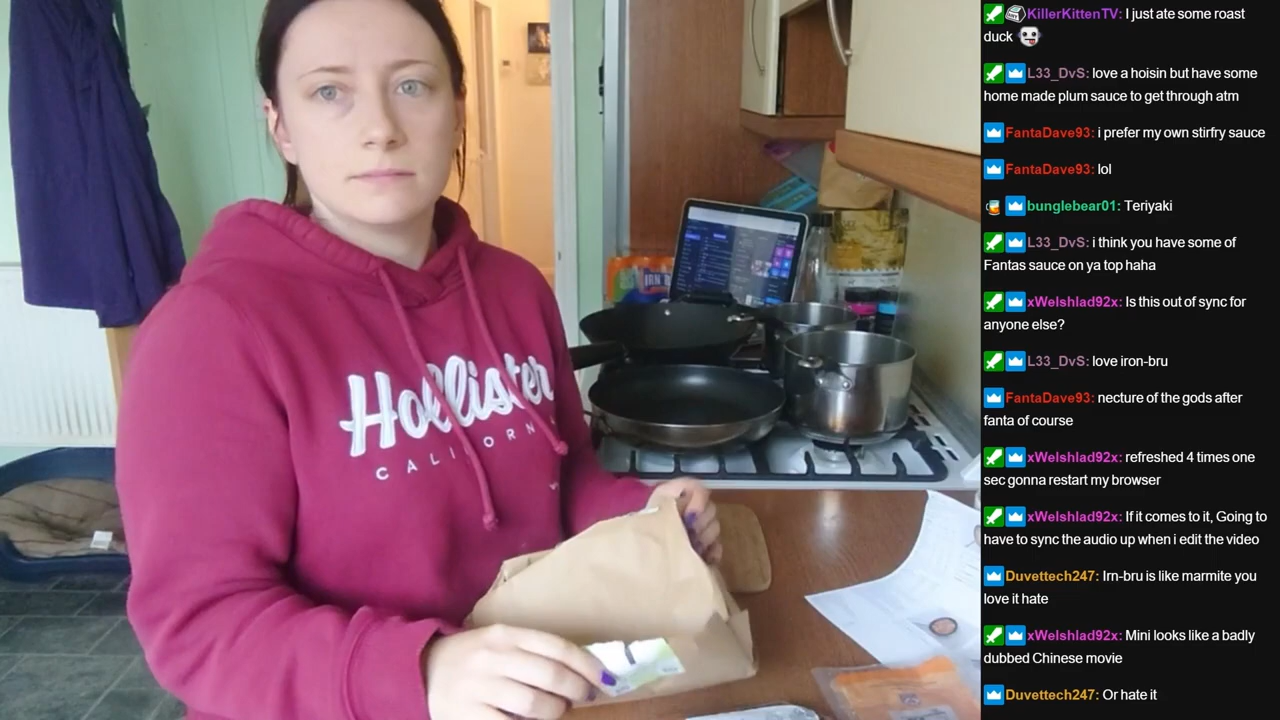 Hollister
CALIFORN
IRN
KillerKittenTV: I just ate some roast
duck
L33_DvS: love a hoisin but have some
home made plum sauce to get through atm
FantaDave93: i prefer my own stirfry sauce
FantaDave93: lol
bunglebear01: Teriyaki
L33_DvS: i think you have some of
Fantas sauce on ya top haha
xWelshlad92x: Is this out of sync for
anyone else?
L33_DvS: love iron-bru
FantaDave93: necture of the gods after
fanta of course
xWelshlad92x: refreshed 4 times one
sec gonna restart my browser
xWelshlad92x: If it comes to it, Going to
have to sync the audio up when i edit the video
Duvettech247: Irn-bru is like marmite you
love it hate
xWelshlad92x: Mini looks like a badly
dubbed Chinese movie
Duvettech247: Or hate it